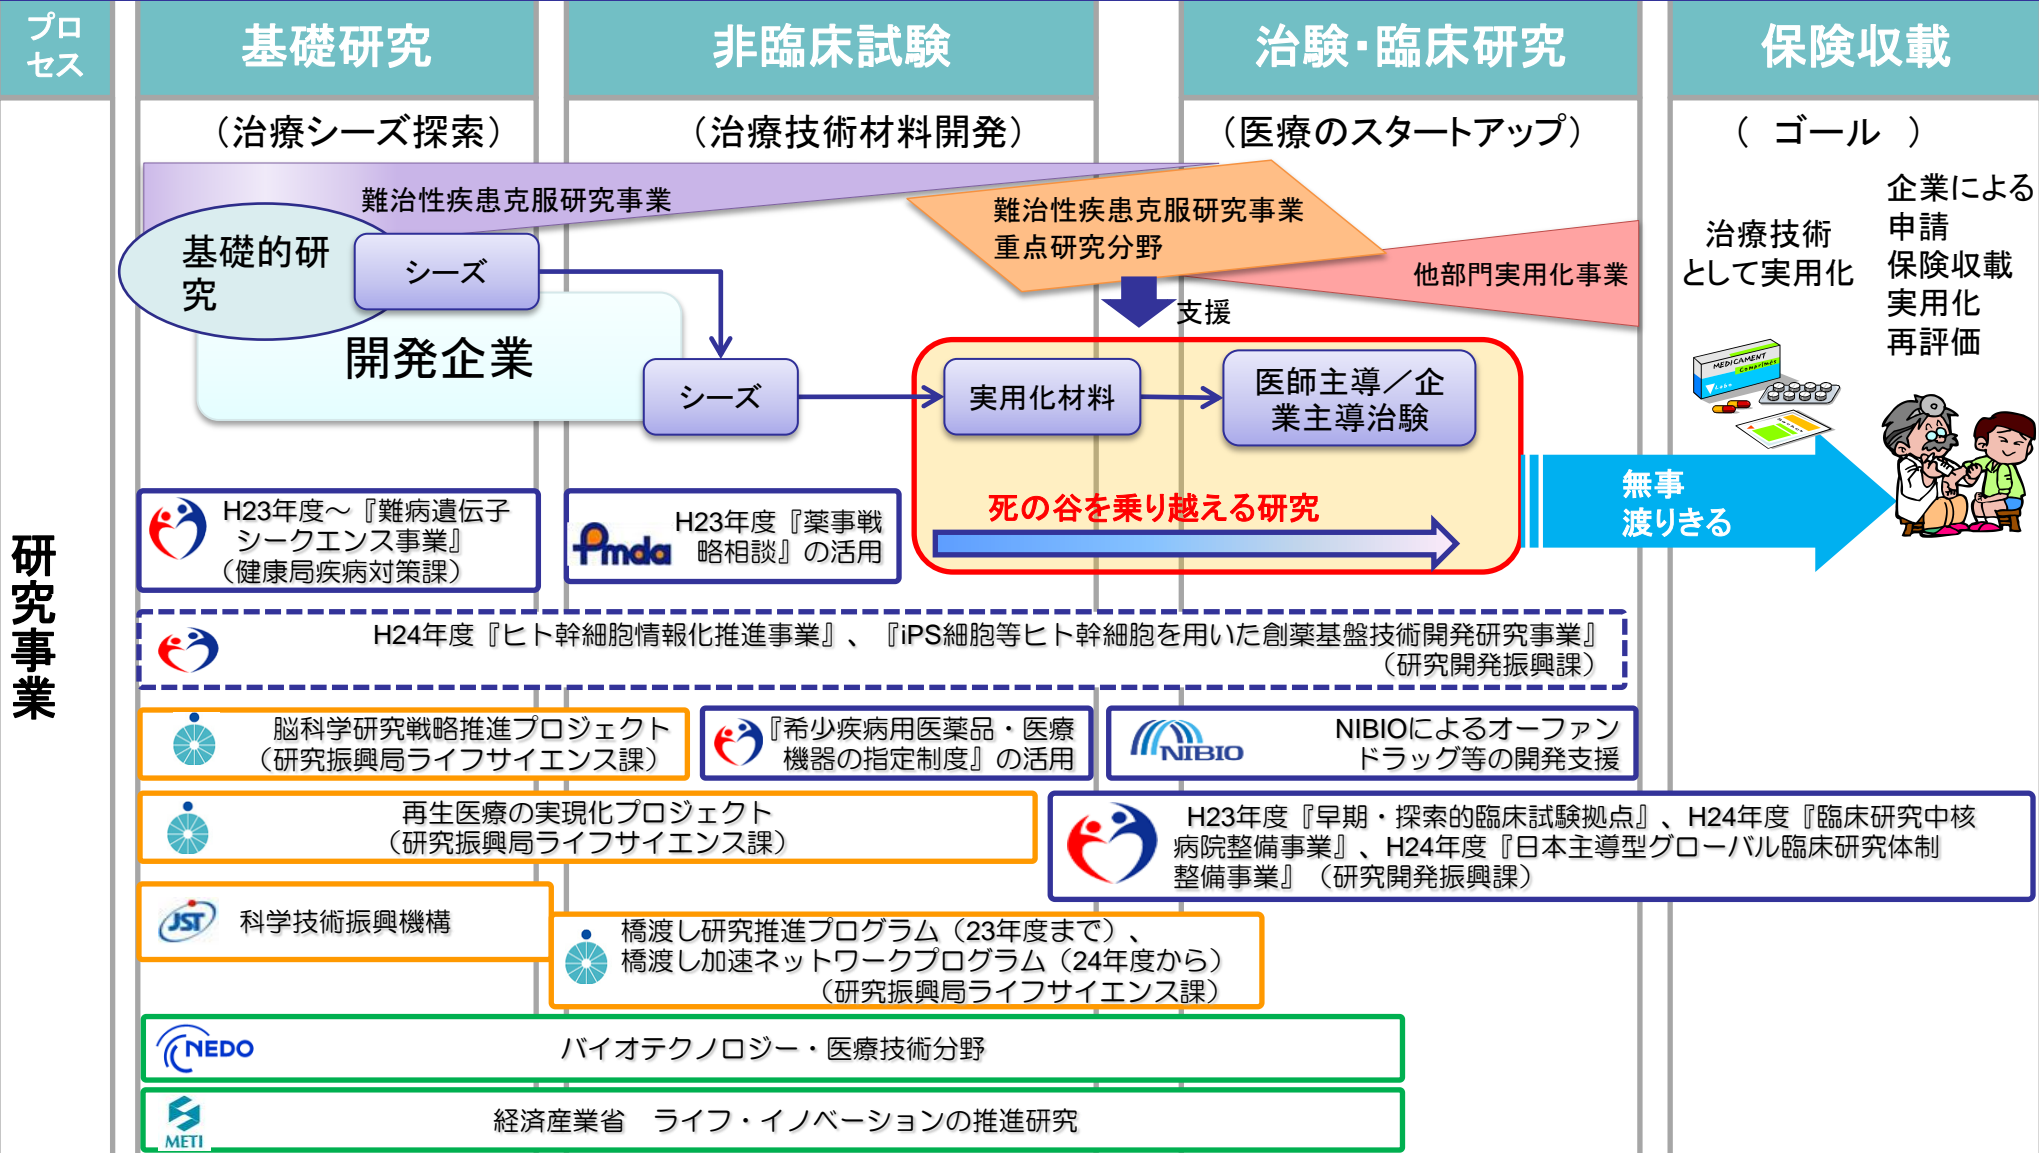 プロ
セス
基礎研究
非臨床試験
治験・臨床研究
保険収載
（治療シーズ探索）
（治療技術材料開発）
（医療のスタートアップ）
（　ゴール　）
難治性疾患克服研究事業
難治性疾患克服研究事業
重点研究分野
他部門実用化事業
支援
基礎的研
究
シーズ
開発企業
シーズ
実用化材料
医師主導／企
業主導治験
治療技術
として実用化
企業による
申請
保険収載
実用化
再評価
MEDICAMENT
Comprimes
Labo
死の谷を乗り越える研究
無事
渡りきる
研究事業
H23年度～『難病遺伝子
シークエンス事業』
（健康局疾病対策課）
Pmda
H23年度『薬事戦
略相談』の活用
H24年度『ヒト幹細胞情報化推進事業』、『iPS細胞等ヒト幹細胞を用いた創薬基盤技術開発研究事業』
（研究開発振興課）
脳科学研究戦略推進プロジェクト
（研究振興局ライフサイエンス課）
『希少疾病用医薬品・医療
機器の指定制度』の活用
NIBIO
NIBIOによるオーファン
ドラッグ等の開発支援
再生医療の実現化プロジェクト
（研究振興局ライフサイエンス課）
H23年度『早期・探索的臨床試験拠点』、H24年度『臨床研究中核
病院整備事業』、H24年度『日本主導型グローバル臨床研究体制
整備事業』（研究開発振興課）
JST
科学技術振興機構
橋渡し研究推進プログラム（23年度まで）、
橋渡し加速ネットワークプログラム（24年度から）
（研究振興局ライフサイエンス課）
NEDO
バイオテクノロジー・医療技術分野
METI
経済産業省　ライフ・イノベーションの推進研究